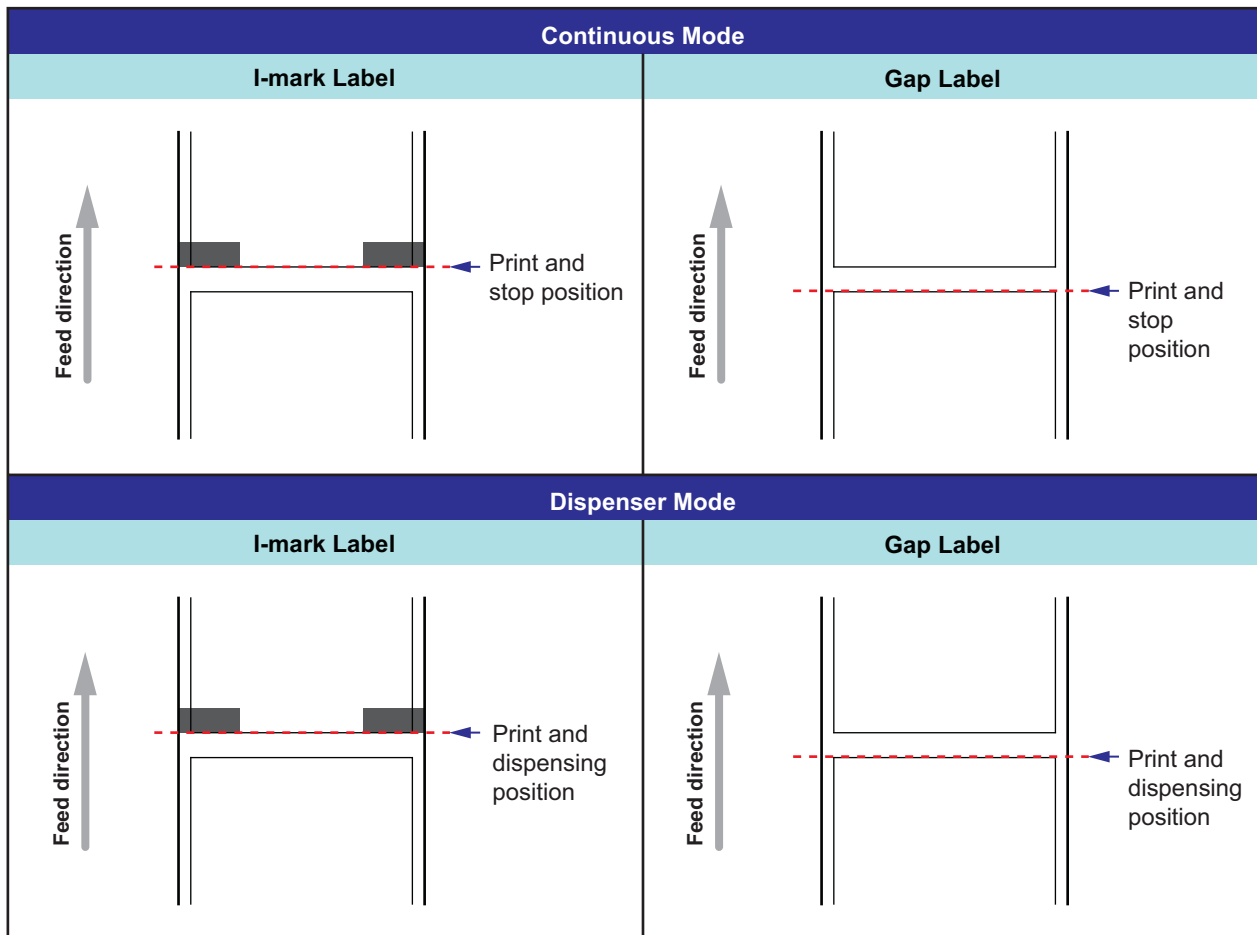 Continuous Mode
I-mark Label
Gap Label
Feed direction
Print and
stop position
Feed direction
Print and
stop
position
Dispenser Mode
I-mark Label
Gap Label
Feed direction
Print and
dispensing
position
Feed direction
Print and
dispensing
position